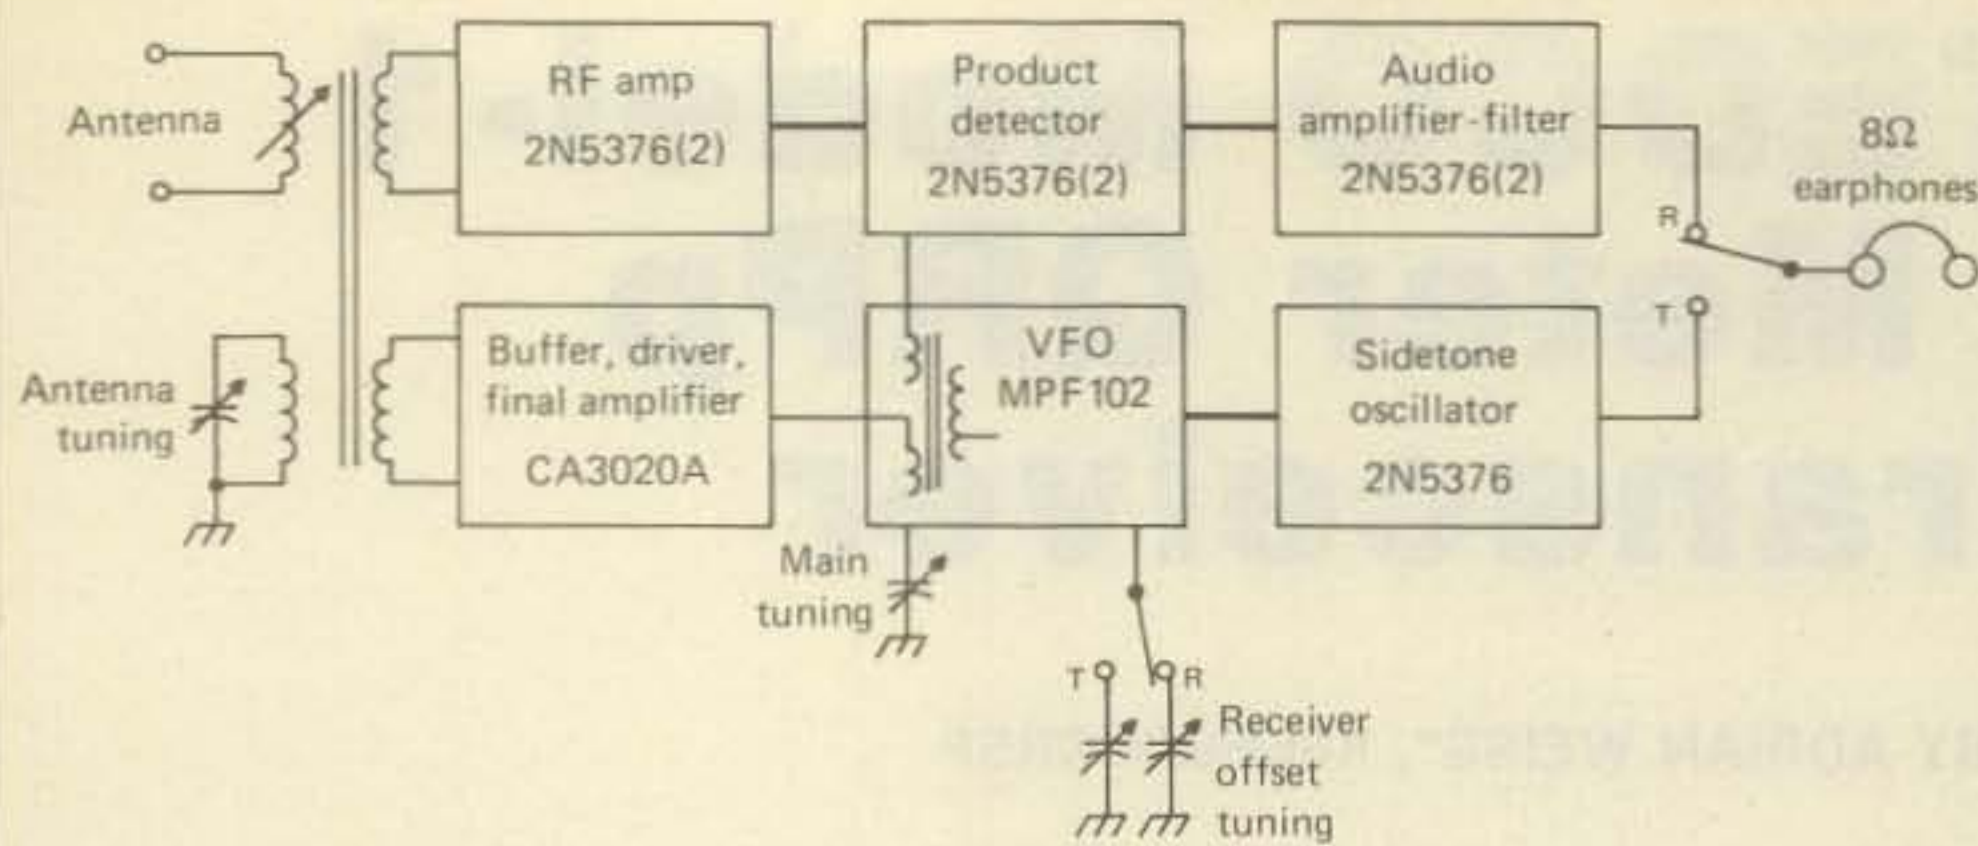 Antenna
RF amp
2N5376(2)
Product
detector
2N5376(2)
Audio
amplifier-filter
2N5376(2)
8Ω
earphones
R
T
Antenna
tuning
Buffer, driver,
final amplifier
CA3020A
VFO
MPF102
Sidetone
oscillator
2N5376
Main
tuning
T
R
Receiver
offset
tuning